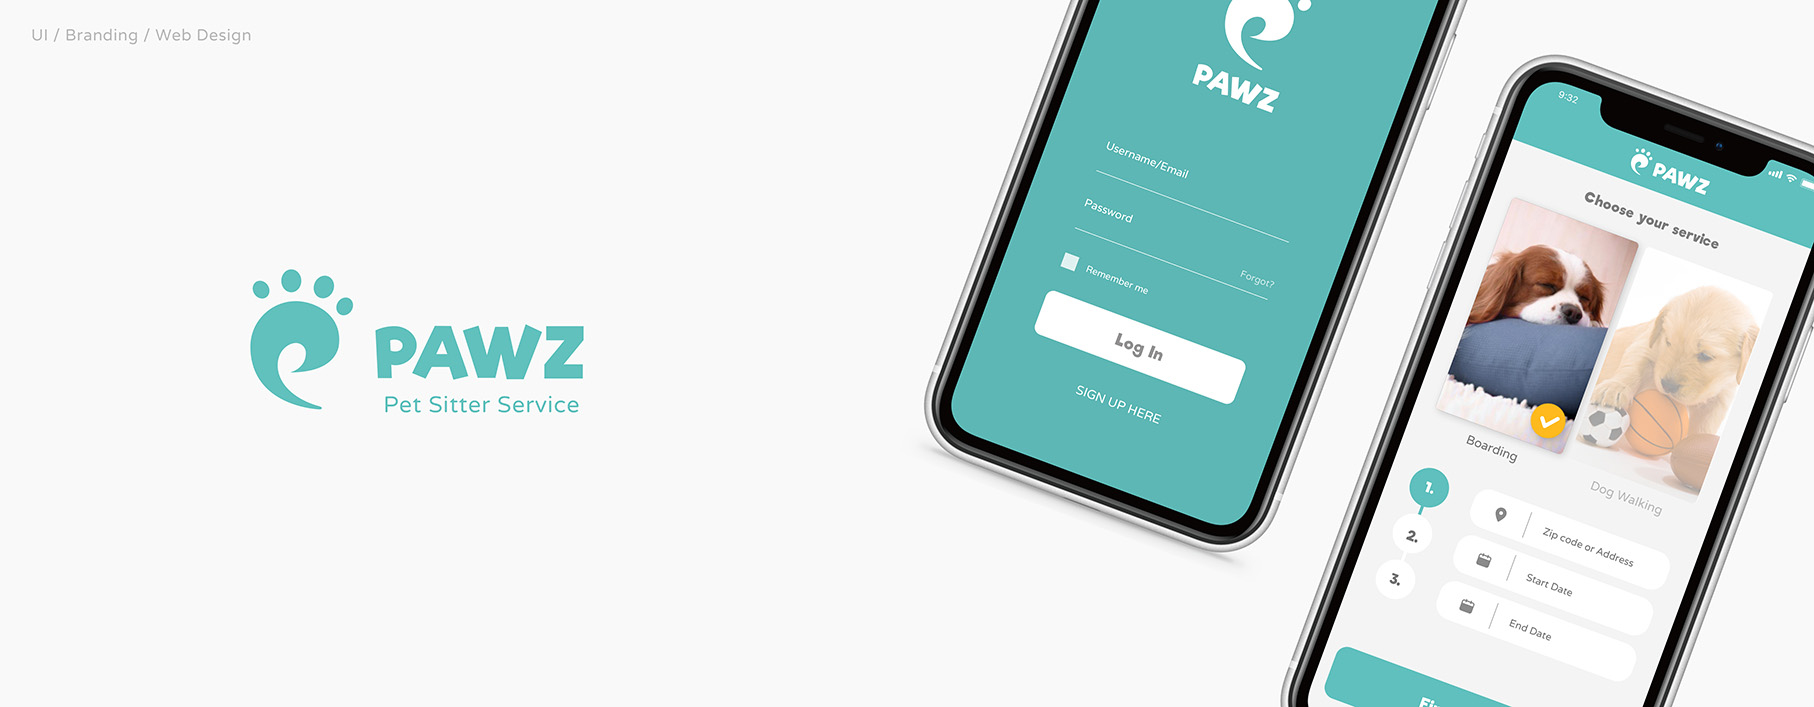 UI / Branding / Web Design
PAWZ
Pet Sitter Service
PAWZ
Username/Email
Password
Forgot?
Remember me
Log In
SIGN UP HERE
9:32
PAWZ
Choose your service
Boarding
Dog Walking
1.
Zip code or Address
2.
Start Date
3.
End Date